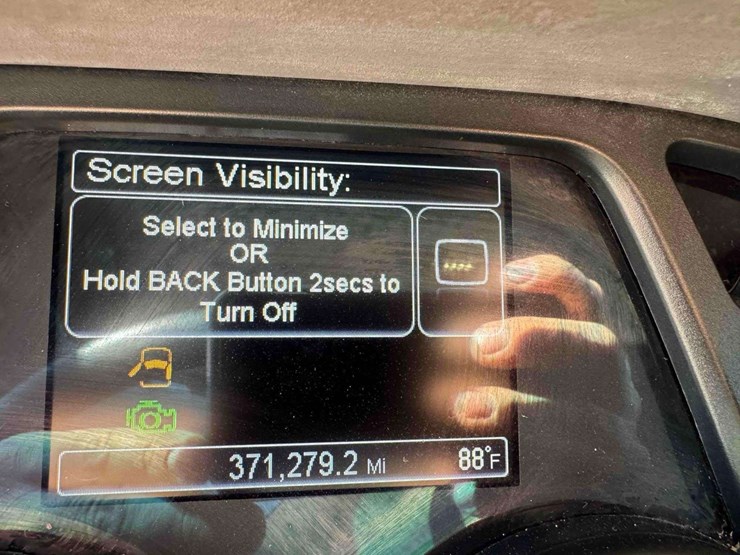 Screen Visibility:
Select to Minimize
OR
Hold BACK Button 2secs to
Turn Off
371,279.2 Mi
88°F